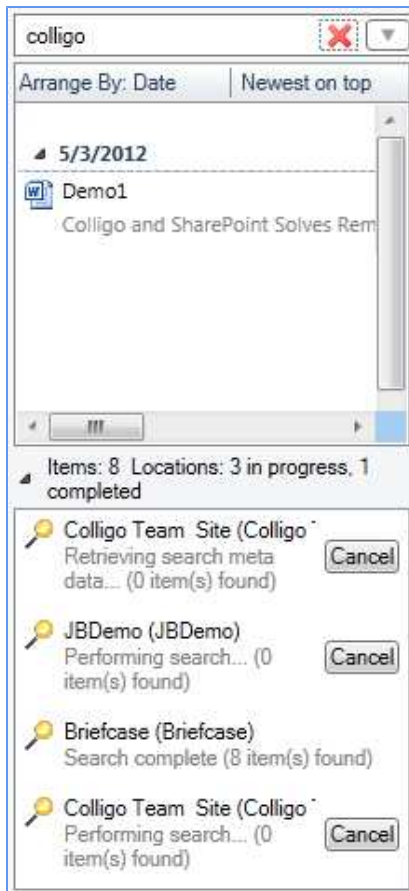 colligo
Arrange By: Date Newest on top
5/3/2012
Demo1
Colligo and SharePoint Solves Rem
Items: 8 Locations: 3 in progress, 1
completed
Colligo Team Site (Colligo
Retrieving search meta
data... (0 item(s) found)
Cancel
JBDemo (JBDemo)
Performing search... (0
item(s) found)
Cancel
Briefcase (Briefcase)
Search complete (8 item(s) found)
Colligo Team Site (Colligo
Performing search... (0
item(s) found)
Cancel